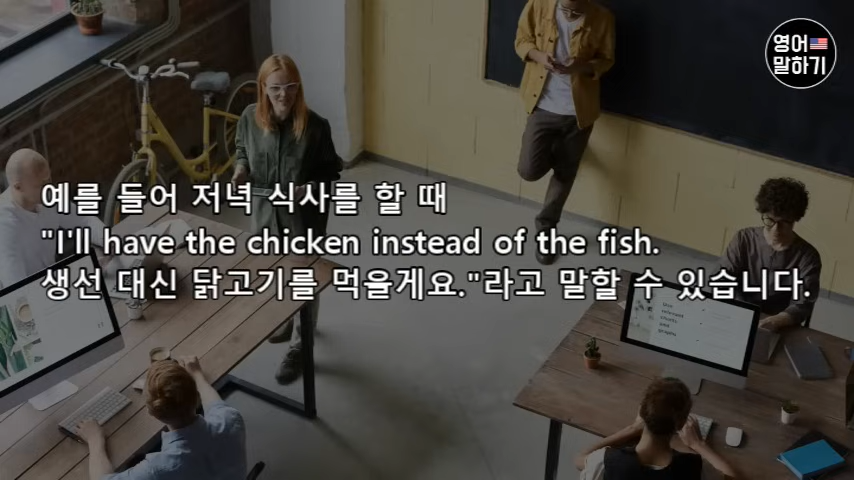 영어
말하기
예를 들어 저녁 식사를 할 때
"I'll have the chicken instead of the fish.
생선 대신 닭고기를 먹을게요."라고 말할 수 있습니다.